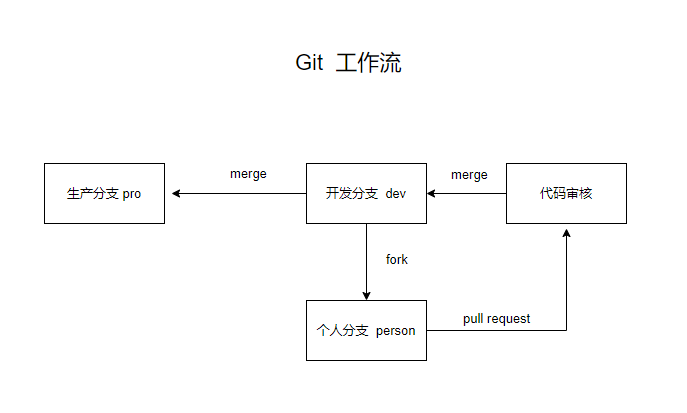 Git 工作流
merge
merge
生产分支 pro
开发分支 dev
代码审核
fork
个人分支 person
pull request